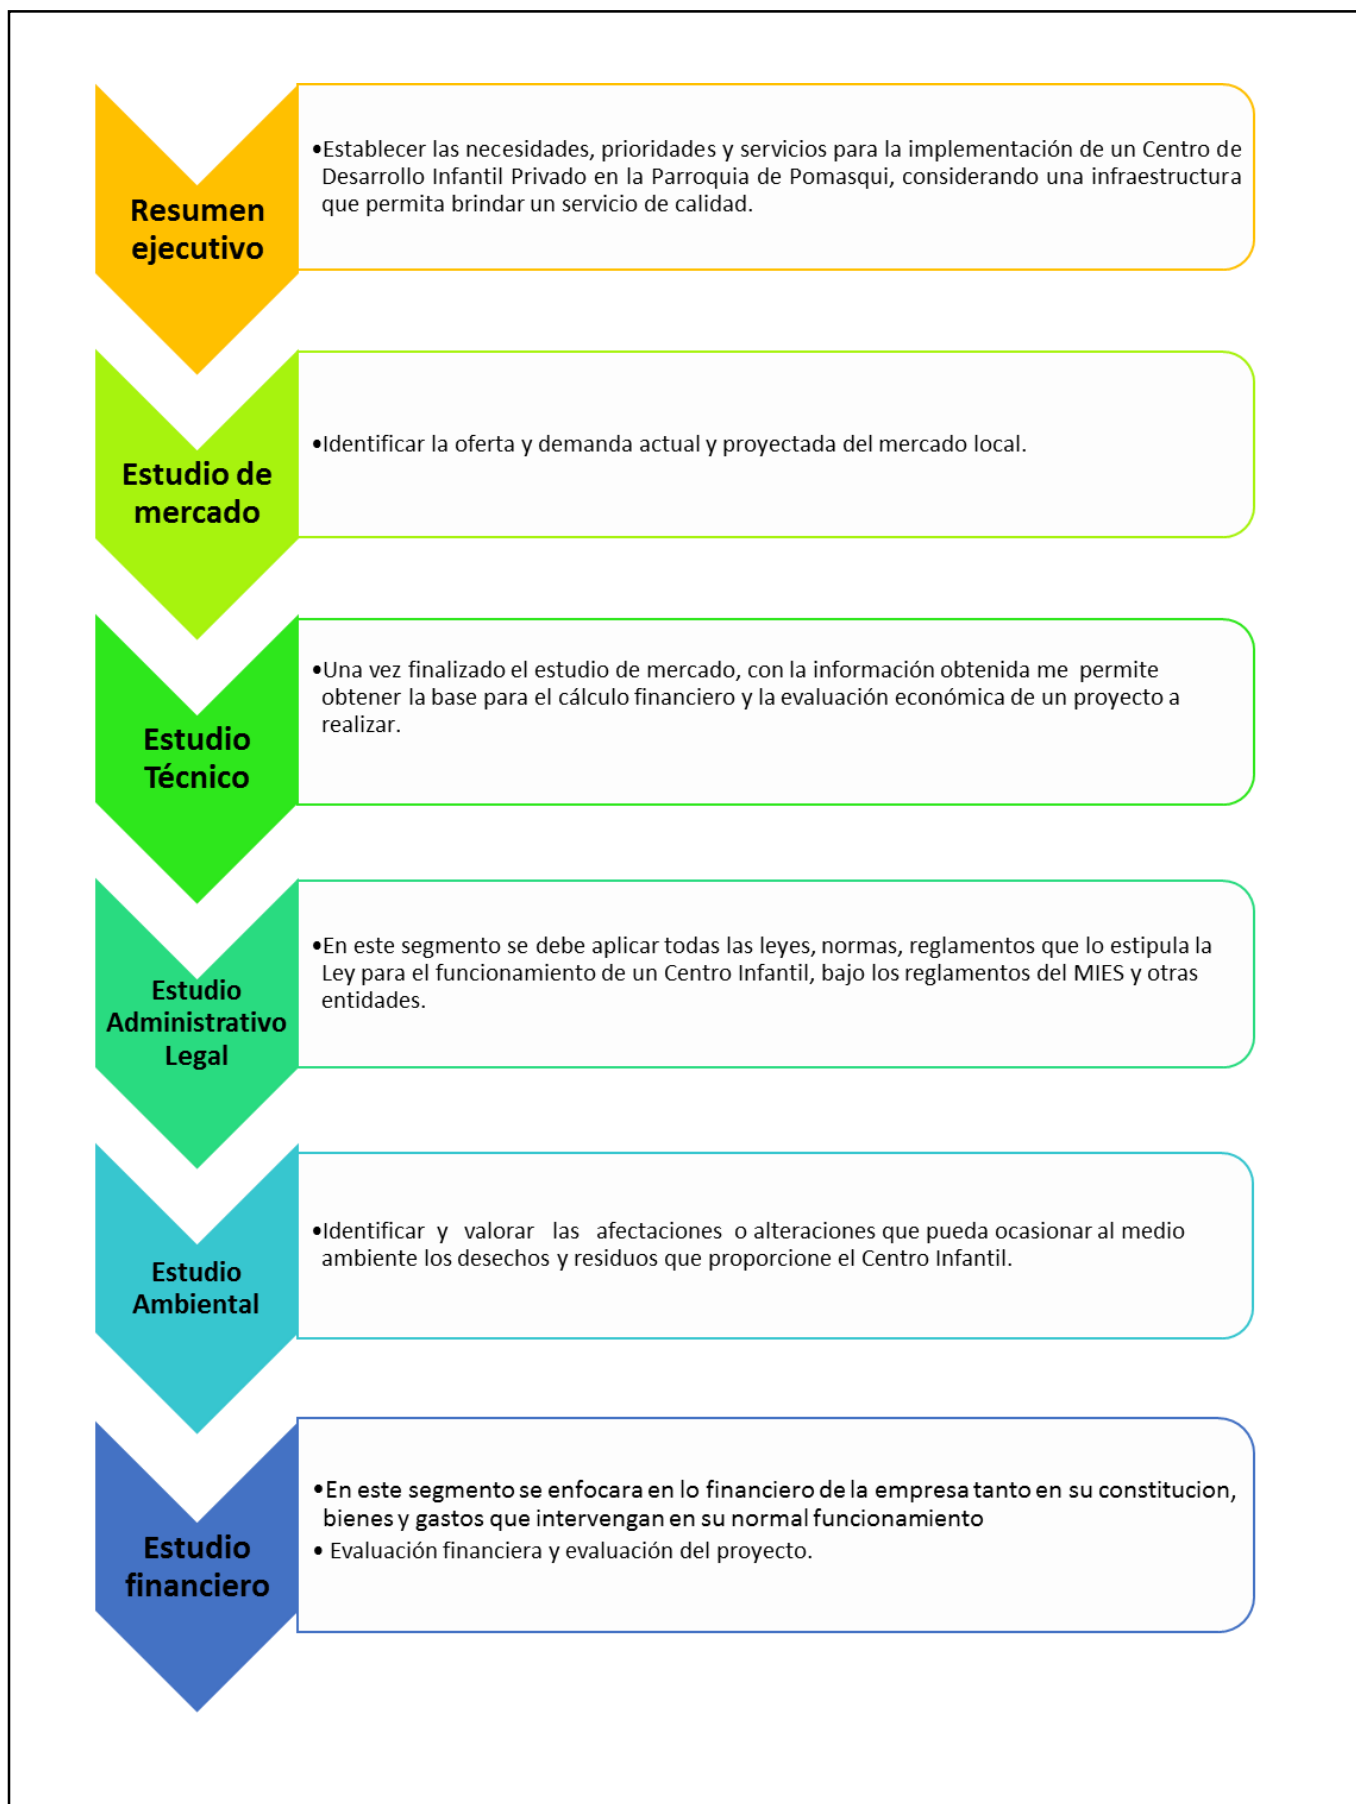 Resumen
ejecutivo
•Establecer las necesidades, prioridades y servicios para la implementación de un Centro de
Desarrollo Infantil Privado en la Parroquia de Pomasqui, considerando una infraestructura
que permita brindar un servicio de calidad.
Estudio de
mercado
•Identificar la oferta y demanda actual y proyectada del mercado local.
Estudio
Técnico
•Una vez finalizado el estudio de mercado, con la información obtenida me permite
obtener la base para el cálculo financiero y la evaluación económica de un proyecto a
realizar.
Estudio
Administrativo
Legal
•En este segmento se debe aplicar todas las leyes, normas, reglamentos que lo estipula la
Ley para el funcionamiento de un Centro Infantil, bajo los reglamentos del MIES y otras
entidades.
Estudio
Ambiental
•Identificar y valorar las afectaciones o alteraciones que pueda ocasionar al medio
ambiente los desechos y residuos que proporcione el Centro Infantil.
Estudio
financiero
•En este segmento se enfocara en lo financiero de la empresa tanto en su constitucion,
bienes y gastos que intervengan en su normal funcionamiento
• Evaluación financiera y evaluación del proyecto.